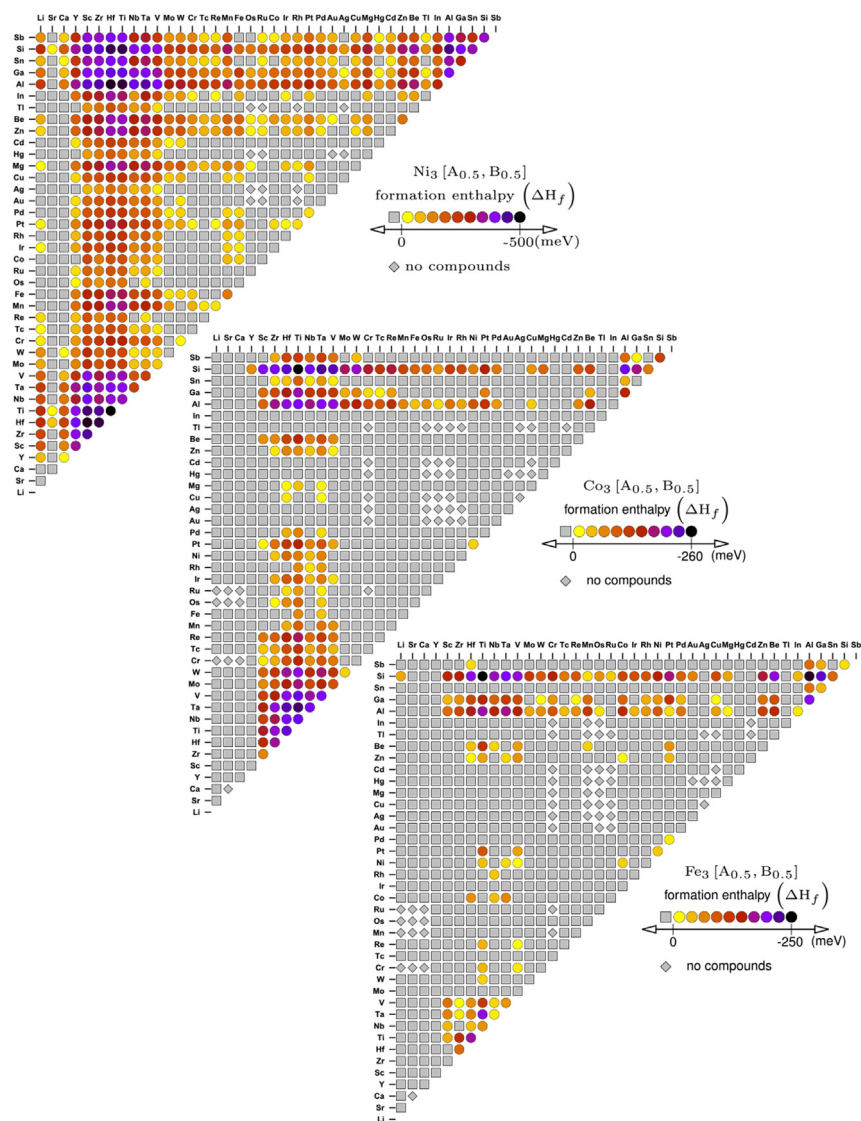 Li Sr Ca Y Sc Zr Hf Ti Nb Ta V Mo W Cr Tc Re Mn Fe Os Ru Co Ir Rh Pt Pd Au Ag Cu Mg Hg Cd Zn Be Tl In Al Ga Sn Si Sb
Sb
Si
Sn
Ga
Al
In
Tl
Be
Zn
Cd
Hg
Mg
Cu
Ag
Au
Pd
Pt
Rh
Ir
Co
Ru
Os
Fe
Mn
Re
Tc
Cr
W
Mo
V
Ta
Nb
Ti
Hf
Zr
Sc
Y
Ca
Sr
Li
Ni₃ [A₀.₅, B₀.₅]
formation enthalpy (ΔH_f)
0 -500(meV)
no compounds
Li Sr Ca Y Sc Zr Hf Ti Nb Ta V Mo W Cr Tc Re Mn Fe Os Ru Ir Rh Ni Pt Pd Au Ag Cu Mg Hg Cd Zn Be Tl In Al Ga Sn Si Sb
Sb
Si
Sn
Ga
Al
In
Tl
Be
Zn
Cd
Hg
Mg
Cu
Ag
Au
Pd
Pt
Ni
Rh
Ir
Ru
Os
Fe
Mn
Re
Tc
Cr
W
Mo
V
Ta
Nb
Ti
Hf
Zr
Sc
Y
Ca
Sr
Li
Co₃ [A₀.₅, B₀.₅]
formation enthalpy (ΔH_f)
0 -260 (meV)
no compounds
Li Sr Ca Y Sc Zr Hf Ti Nb Ta V Mo W Cr Tc Re Mn Os Ru Co Ir Rh Ni Pt Pd Au Ag Cu Mg Hg Cd Zn Be Tl In Al Ga Sn Si Sb
Sb
Si
Sn
Ga
Al
In
Tl
Be
Zn
Cd
Hg
Mg
Cu
Ag
Au
Pd
Pt
Ni
Rh
Ir
Co
Ru
Os
Mn
Re
Tc
Cr
W
Mo
V
Ta
Nb
Ti
Hf
Zr
Sc
Y
Ca
Sr
Li
Fe₃ [A₀.₅, B₀.₅]
formation enthalpy (ΔH_f)
0 -250 (meV)
no compounds